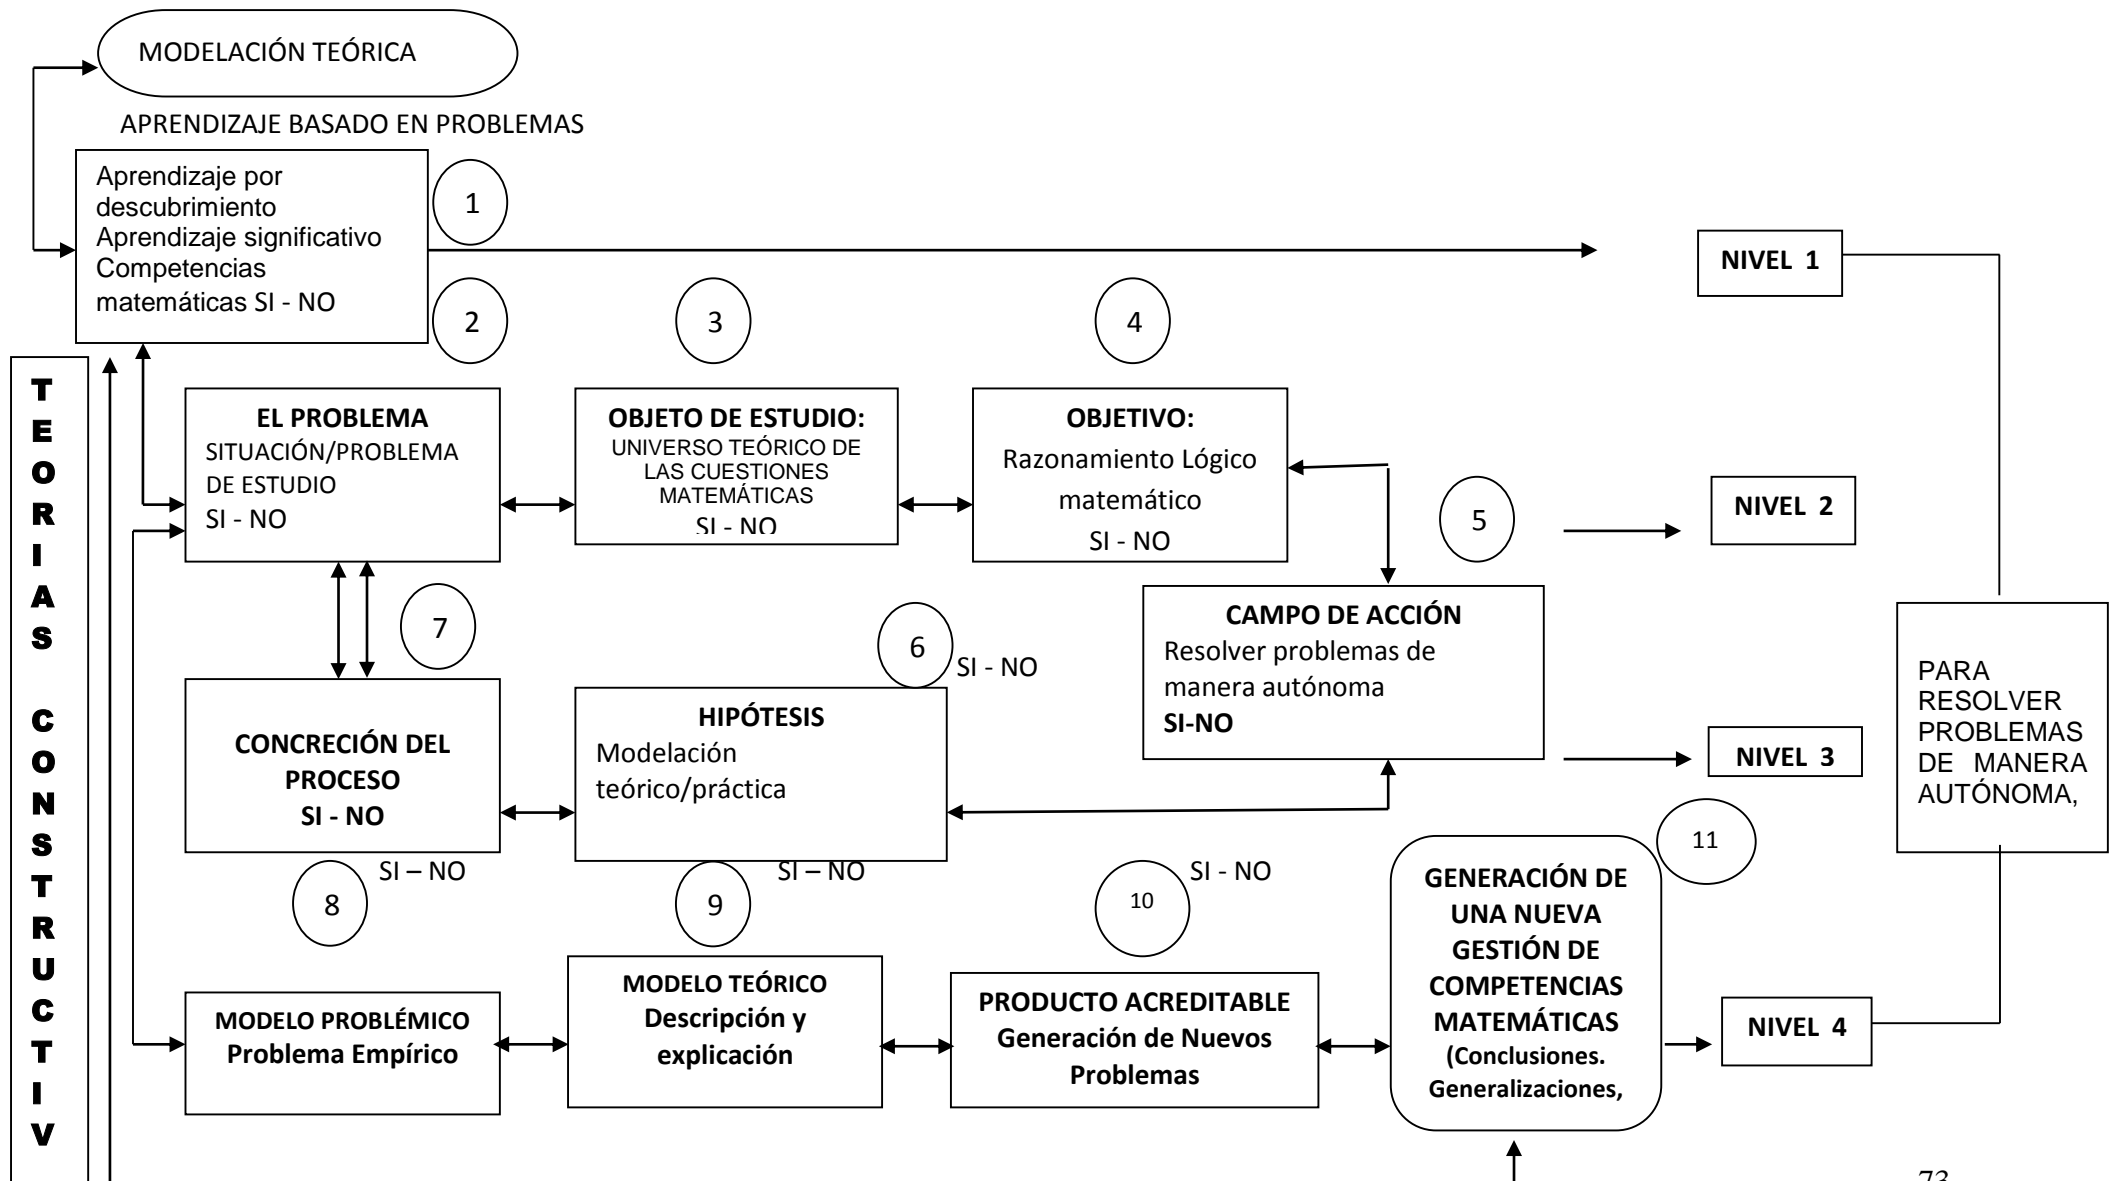 MODELACIÓN TEÓRICA
APRENDIZAJE BASADO EN PROBLEMAS
Aprendizaje por
descubrimiento
Aprendizaje significativo
Competencias
matemáticas SI - NO
1
NIVEL 1
2
3
4
EL PROBLEMA
SITUACIÓN/PROBLEMA
DE ESTUDIO
SI - NO
OBJETO DE ESTUDIO:
UNIVERSO TEÓRICO DE
LAS CUESTIONES
MATEMÁTICAS
SI - NO
OBJETIVO:
Razonamiento Lógico
matemático
SI - NO
5
NIVEL 2
7
6
SI - NO
CAMPO DE ACCIÓN
Resolver problemas de
manera autónoma
SI-NO
CONCRECIÓN DEL
PROCESO
SI - NO
HIPÓTESIS
Modelación
teórico/práctica
NIVEL 3
PARA
RESOLVER
PROBLEMAS
DE MANERA
AUTÓNOMA,
8
SI – NO
9
SI – NO
10
SI - NO
11
MODELO PROBLÉMICO
Problema Empírico
MODELO TEÓRICO
Descripción y
explicación
PRODUCTO ACREDITABLE
Generación de Nuevos
Problemas
GENERACIÓN DE
UNA NUEVA
GESTIÓN DE
COMPETENCIAS
MATEMÁTICAS
(Conclusiones.
Generalizaciones,
NIVEL 4
T
E
O
R
I
A
S
C
O
N
S
T
R
U
C
T
I
V
73